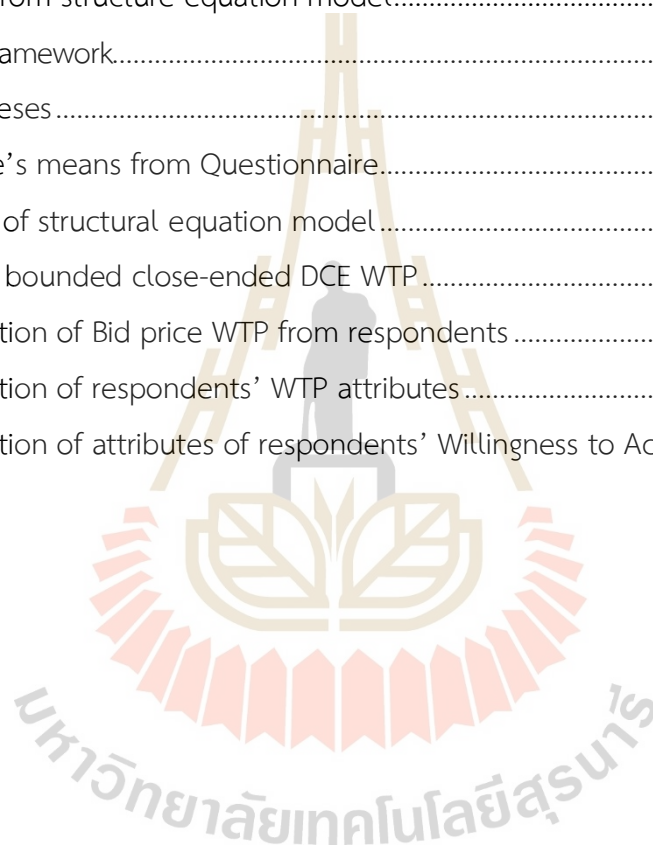 from structure equation model
amework
eses
e's means from Questionnaire
of structural equation model
bounded close-ended DCE WTP
tion of Bid price WTP from respondents
tion of respondents' WTP attributes
tion of attributes of respondents' Willingness to Ac
มหาวิทยาลัยเทคโนโลยีสุรนารี